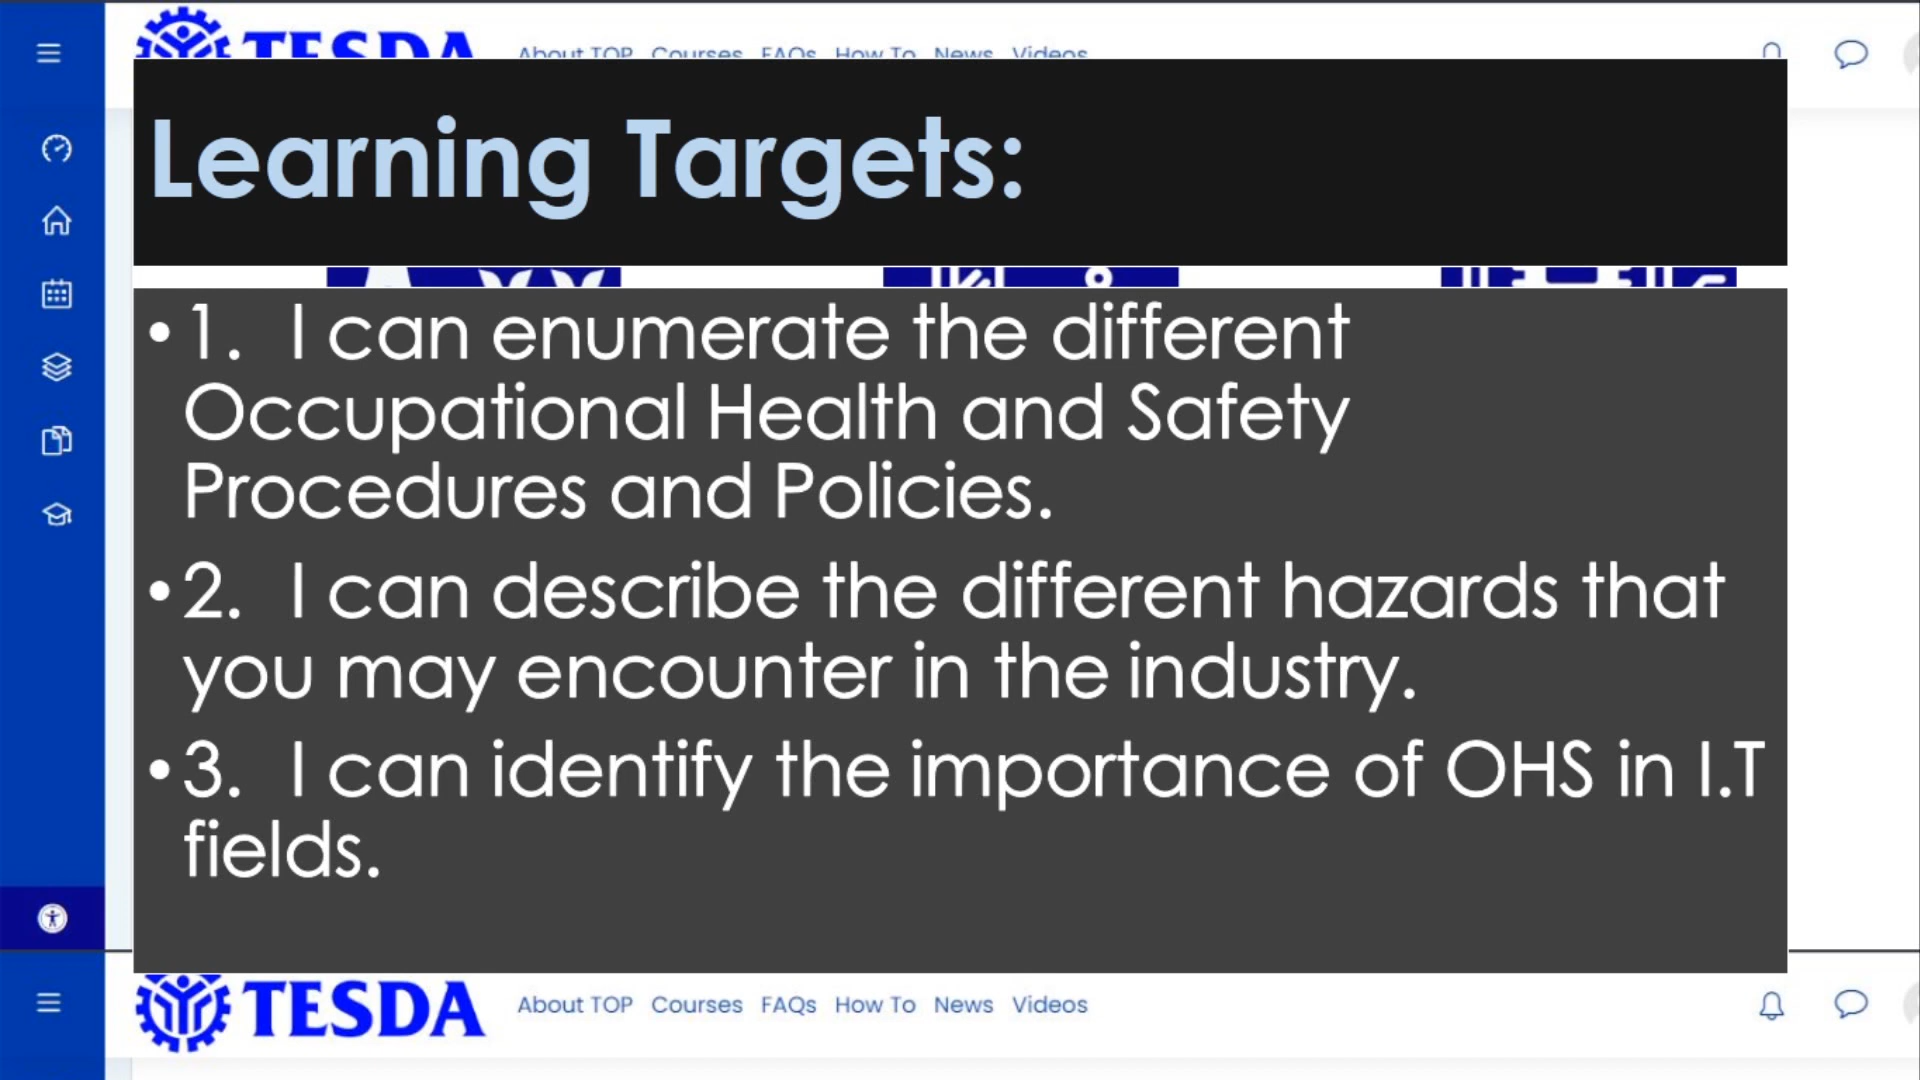 TESDA About TOP Courses FAQs How To News Videos
Learning Targets:
• 1. I can enumerate the different
Occupational Health and Safety
Procedures and Policies.
• 2. I can describe the different hazards that
you may encounter in the industry.
• 3. I can identify the importance of OHS in I.T
fields.
TESDA About TOP Courses FAQs How To News Videos